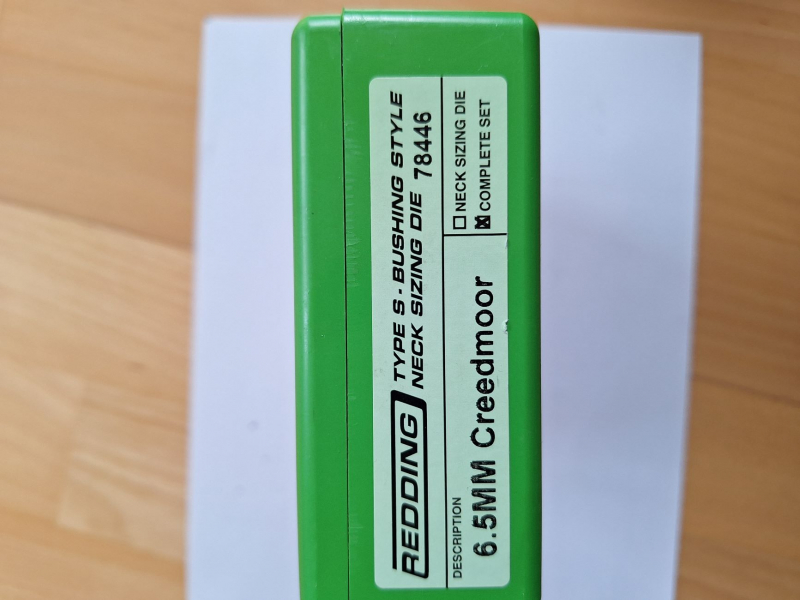 REDDING
TYPE S - BUSHING STYLE
NECK SIZING DIE 78446
DESCRIPTION
6.5MM Creedmoor
NECK SIZING DIE
COMPLETE SET